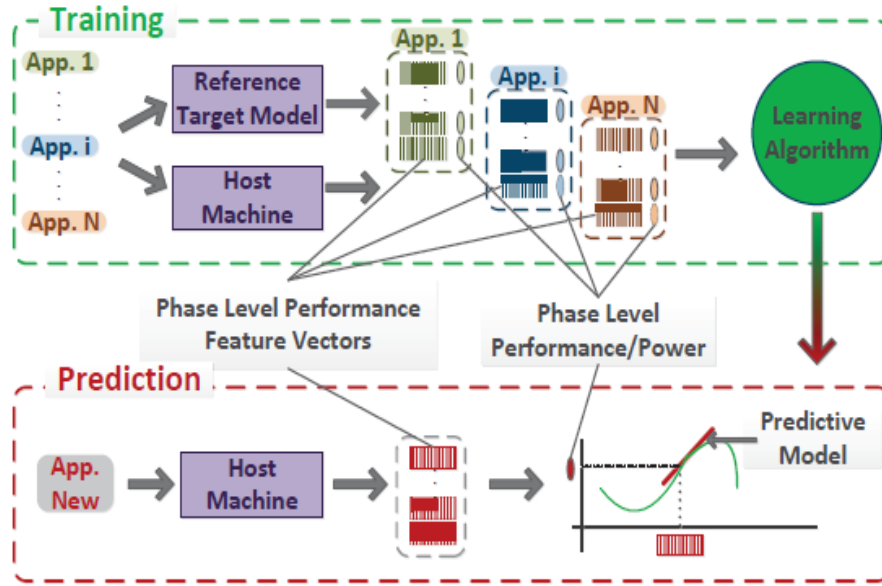 Training
App. 1
App. i
App. N
Reference
Target Model
Host
Machine
App. 1
App. i
App. N
Learning
Algorithm
Phase Level Performance
Feature Vectors
Phase Level
Performance/Power
Prediction
App.
New
Host
Machine
Predictive
Model